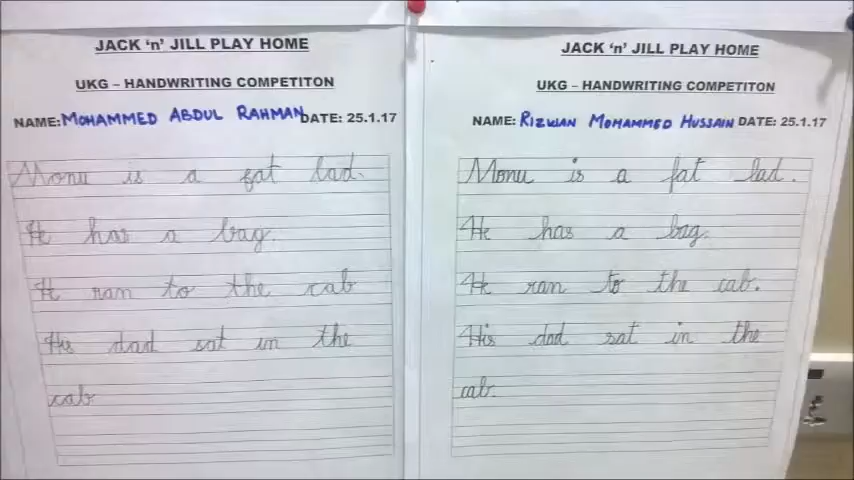 JACK 'n' JILL PLAY HOME
UKG – HANDWRITING COMPETITON
NAME: MOHAMMED ABDUL RAHMAN DATE: 25.1.17
Monu is a fat lad.
He has a bag.
He ran to the cab
His dad sat in the
cab
JACK 'n' JILL PLAY HOME
UKG – HANDWRITING COMPETITON
NAME: RIZWAN MOHAMMED HUSSAIN DATE: 25.1.17
Monu is a fat lad.
He has a bag.
He ran to the cab.
His dad sat in the
cab.